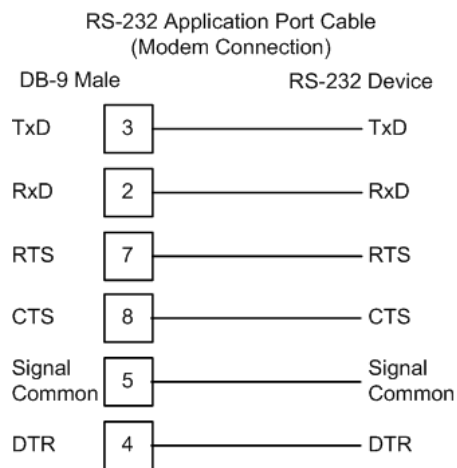 RS-232 Application Port Cable
(Modem Connection)
DB-9 Male RS-232 Device
TxD 3 TxD
RxD 2 RxD
RTS 7 RTS
CTS 8 CTS
Signal Common 5 Signal Common
DTR 4 DTR